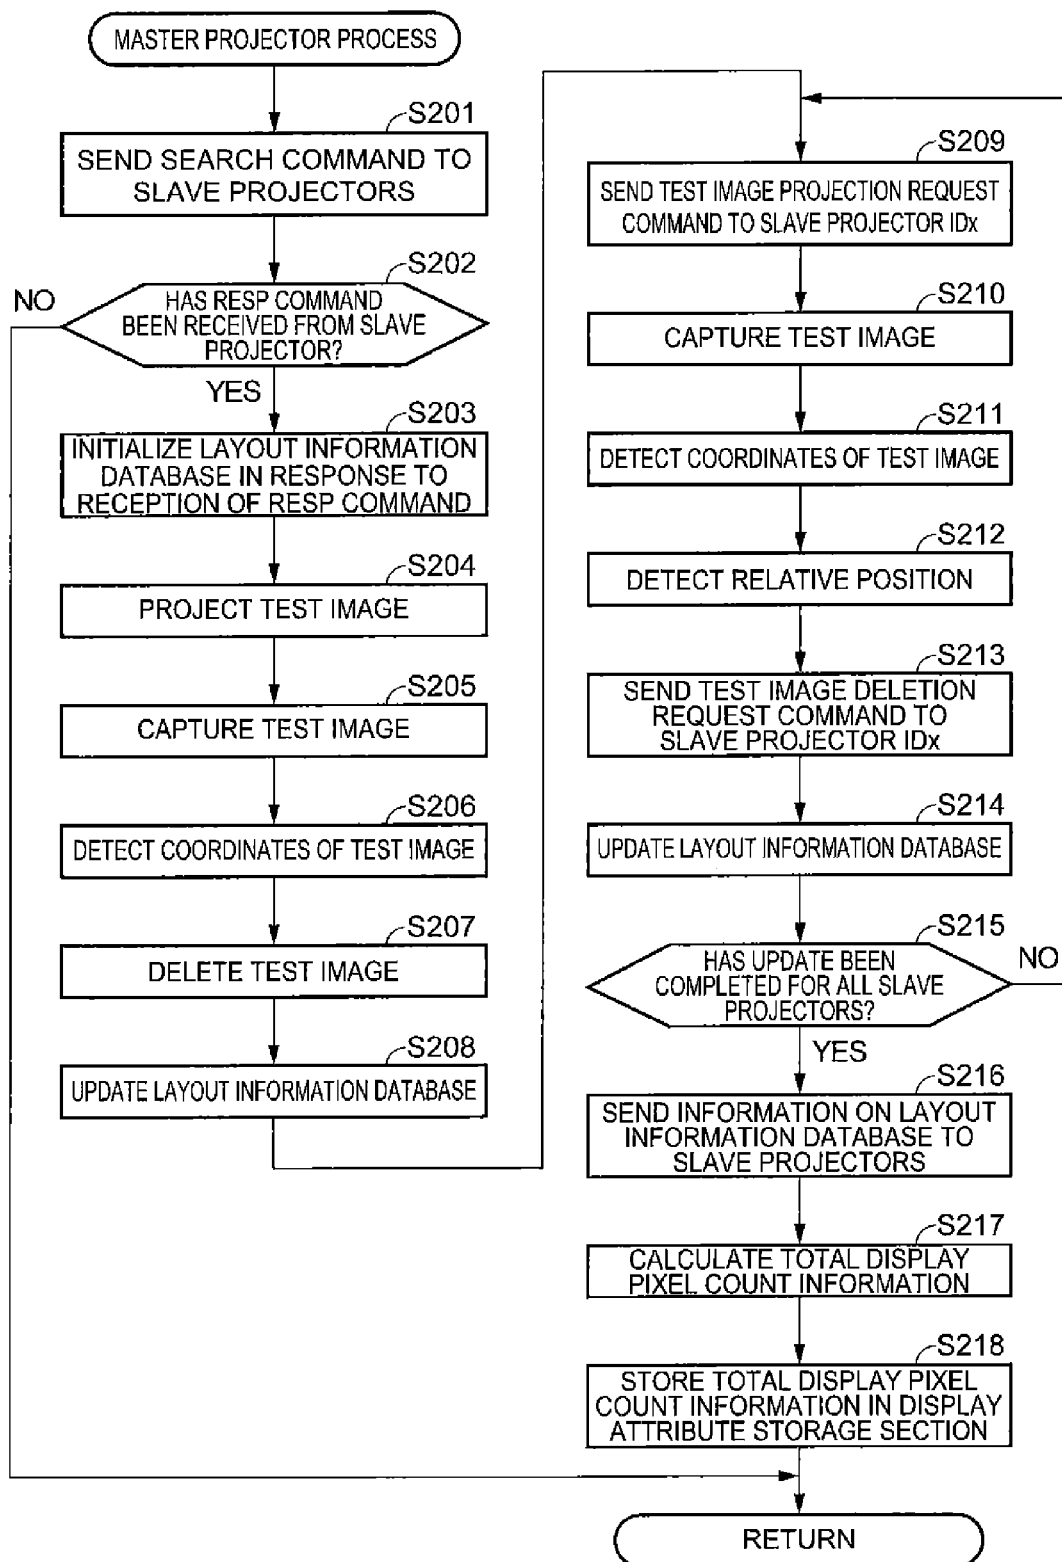 MASTER PROJECTOR PROCESS
S201
SEND SEARCH COMMAND TO
SLAVE PROJECTORS
S202
NO
HAS RESP COMMAND
BEEN RECEIVED FROM SLAVE
PROJECTOR?
YES
S203
INITIALIZE LAYOUT INFORMATION
DATABASE IN RESPONSE TO
RECEPTION OF RESP COMMAND
S204
PROJECT TEST IMAGE
S205
CAPTURE TEST IMAGE
S206
DETECT COORDINATES OF TEST IMAGE
S207
DELETE TEST IMAGE
S208
UPDATE LAYOUT INFORMATION DATABASE
S209
SEND TEST IMAGE PROJECTION REQUEST
COMMAND TO SLAVE PROJECTOR IDx
S210
CAPTURE TEST IMAGE
S211
DETECT COORDINATES OF TEST IMAGE
S212
DETECT RELATIVE POSITION
S213
SEND TEST IMAGE DELETION
REQUEST COMMAND TO
SLAVE PROJECTOR IDx
S214
UPDATE LAYOUT INFORMATION DATABASE
S215
HAS UPDATE BEEN
COMPLETED FOR ALL SLAVE
PROJECTORS?
NO
YES
S216
SEND INFORMATION ON LAYOUT
INFORMATION DATABASE TO
SLAVE PROJECTORS
S217
CALCULATE TOTAL DISPLAY
PIXEL COUNT INFORMATION
S218
STORE TOTAL DISPLAY PIXEL
COUNT INFORMATION IN DISPLAY
ATTRIBUTE STORAGE SECTION
RETURN